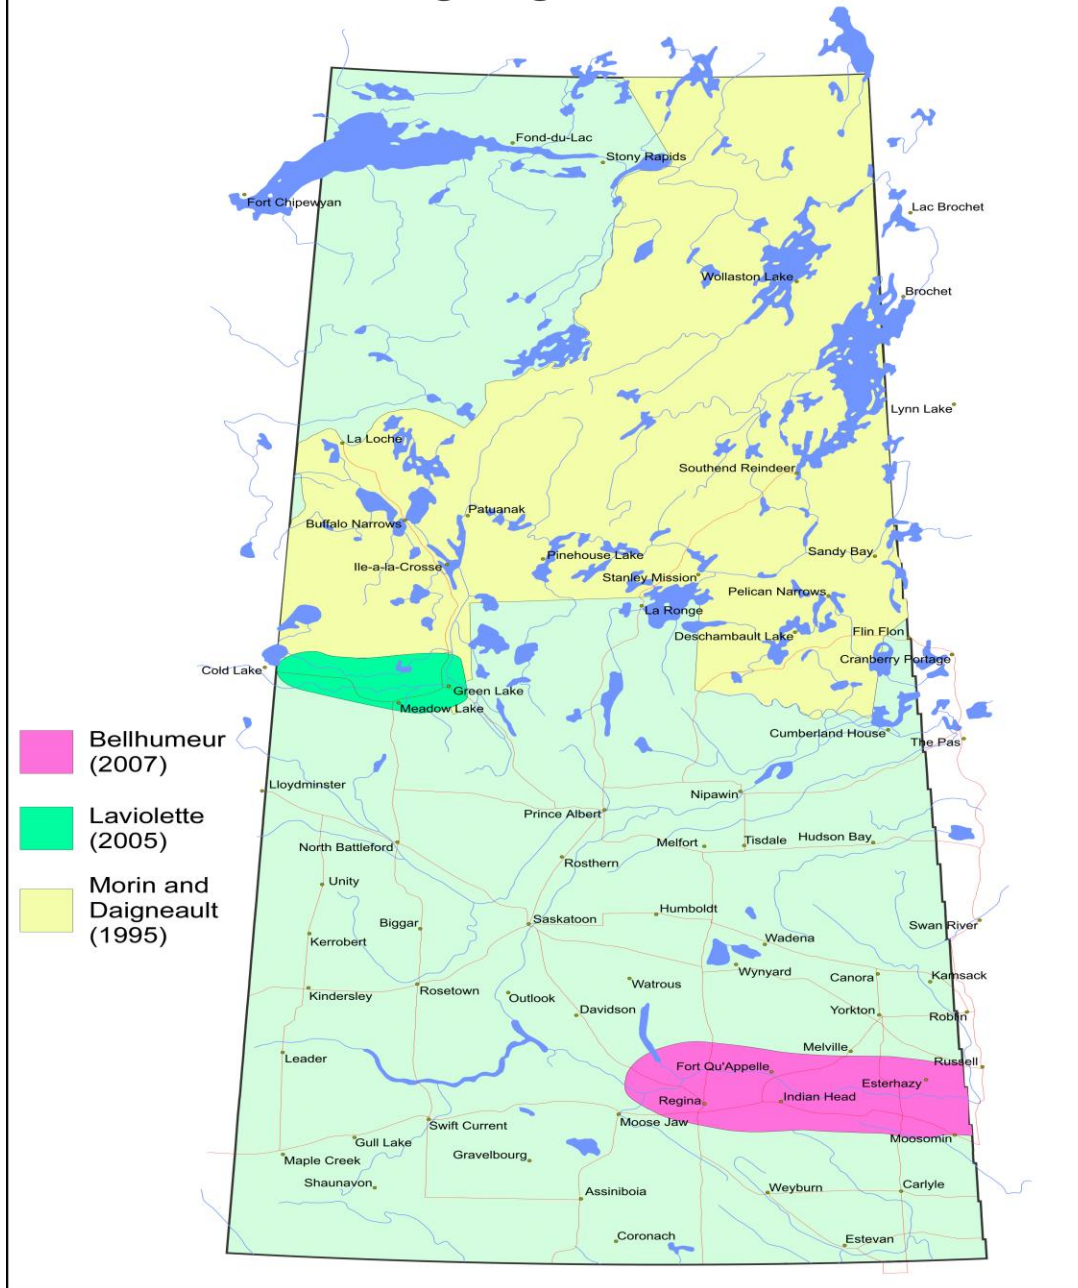 Fond-du-Lac
Stony Rapids
Fort Chipewyan
Lac Brochet
Wollaston Lake
Brochet
Lynn Lake
La Loche
Southend Reindeer
Patuanak
Buffalo Narrows
Pinehouse Lake
Sandy Bay
Ile-a-la-Crosse
Stanley Mission
Pelican Narrows
La Ronge
Deschambault Lake
Flin Flon
Cranberry Portage
Cold Lake
Green Lake
Meadow Lake
Cumberland House
The Pas
Bellhumeur
(2007)
Laviolette
(2005)
Morin and
Daigneault
(1995)
Lloydminster
Nipawin
Prince Albert
North Battleford
Melfort
Tisdale
Hudson Bay
Rosthern
Unity
Biggar
Saskatoon
Humboldt
Swan River
Kerrobert
Wadena
Wynyard
Canora
Kamsack
Kindersley
Rosetown
Outlook
Watrous
Davidson
Yorkton
Roblin
Leader
Melville
Russell
Fort Qu'Appelle
Esterhazy
Regina
Indian Head
Moose Jaw
Swift Current
Moosomin
Gull Lake
Gravelbourg
Maple Creek
Shaunavon
Assiniboia
Weyburn
Carlyle
Coronach
Estevan